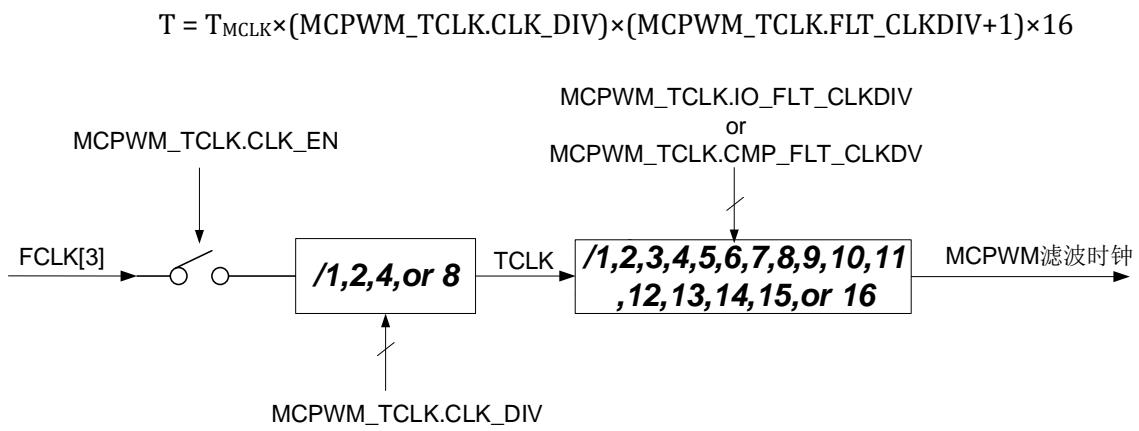 T = TMCLK×(MCPWM_TCLK.CLK_DIV)×(MCPWM_TCLK.FLT_CLKDIV+1)×16
MCPWM_TCLK.IO_FLT_CLKDIV
or
MCPWM_TCLK.CMP_FLT_CLKDV
MCPWM_TCLK.CLK_EN
FCLK[3]
/1,2,4,or 8
TCLK
/1,2,3,4,5,6,7,8,9,10,11
,12,13,14,15,or 16
MCPWM滤波时钟
MCPWM_TCLK.CLK_DIV